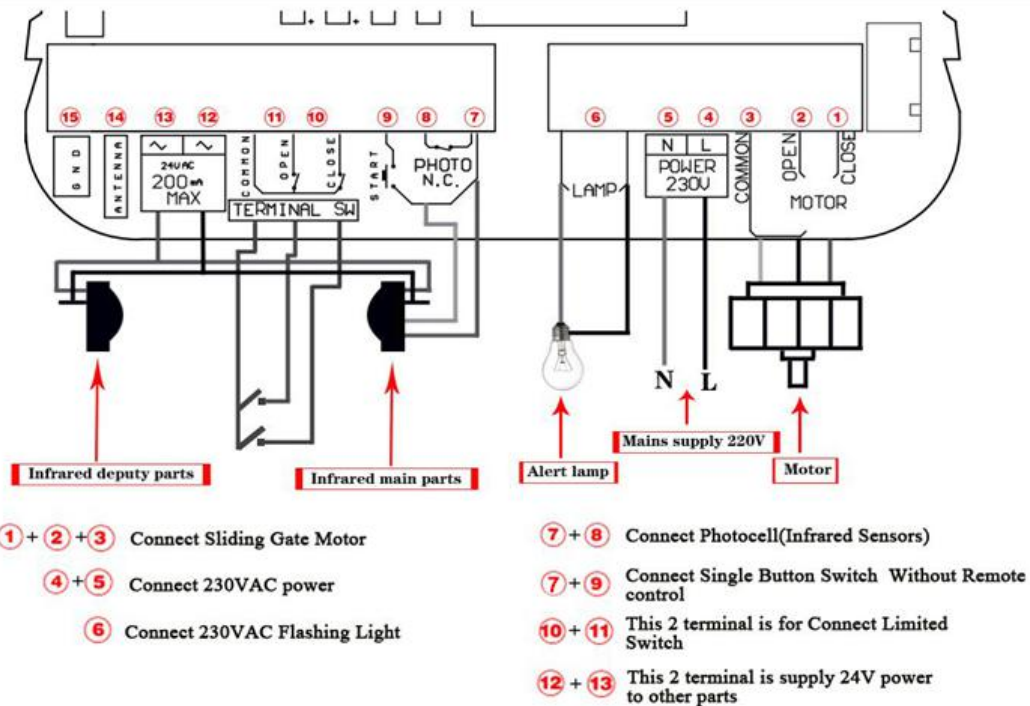 15 14 13 12 11 10 9 8 7 6 5 4 3 2 1
GND
ANTENNA
~ ~
24VAC
200mA
MAX
COMMON
OPEN
CLOSE
TERMINAL SW
START
PHOTO
N.C.
LAMP
N L
POWER
230V
COMMON
OPEN
CLOSE
MOTOR
N L
Infrared deputy parts
Infrared main parts
Alert lamp
Mains supply 220V
Motor
1 + 2 + 3 Connect Sliding Gate Motor
4 + 5 Connect 230VAC power
6 Connect 230VAC Flashing Light
7 + 8 Connect Photocell(Infrared Sensors)
7 + 9 Connect Single Button Switch Without Remote
control
10 + 11 This 2 terminal is for Connect Limited
Switch
12 + 13 This 2 terminal is supply 24V power
to other parts